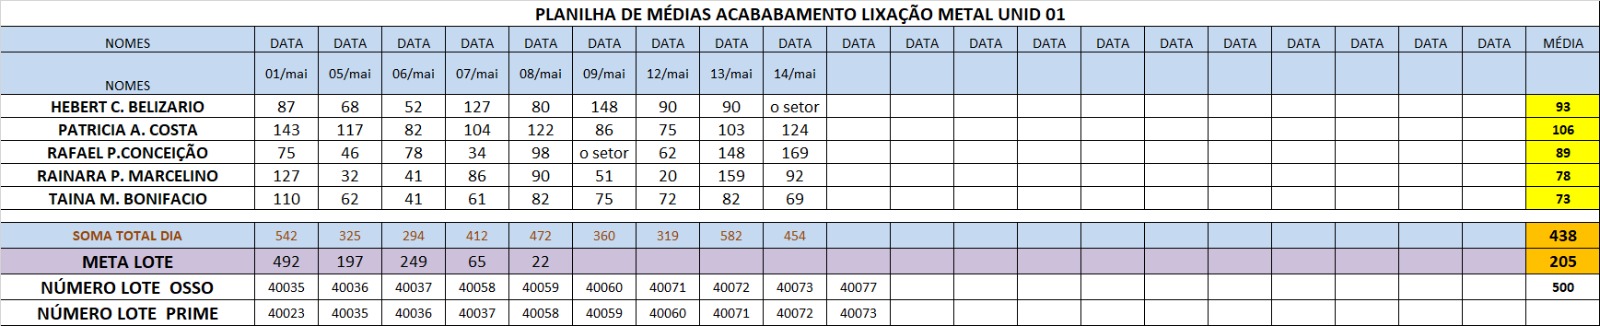 PLANILHA DE MÉDIAS ACABABAMENTO LIXAÇÃO METAL UNID 01
NOMES DATA DATA DATA DATA DATA DATA DATA DATA DATA DATA DATA DATA DATA DATA DATA DATA DATA DATA DATA DATA MÉDIA
NOMES 01/mai 05/mai 06/mai 07/mai 08/mai 09/mai 12/mai 13/mai 14/mai
HEBERT C. BELIZARIO 87 68 52 127 80 148 90 90 o setor 93
PATRICIA A. COSTA 143 117 82 104 122 86 75 103 124 106
RAFAEL P.CONCEIÇÃO 75 46 78 34 98 o setor 62 148 169 89
RAINARA P. MARCELINO 127 32 41 86 90 51 20 159 92 78
TAINA M. BONIFACIO 110 62 41 61 82 75 72 82 69 73
SOMA TOTAL DIA 542 325 294 412 472 360 319 582 454 438
META LOTE 492 197 249 65 22 205
NÚMERO LOTE OSSO 40035 40036 40037 40058 40059 40060 40071 40072 40073 40077 500
NÚMERO LOTE PRIME 40023 40035 40036 40037 40058 40059 40060 40071 40072 40073